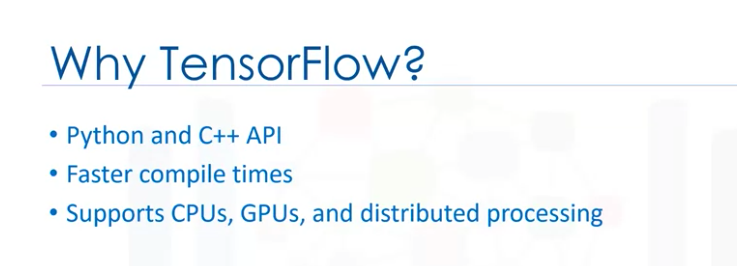 Why TensorFlow?
• Python and C++ API
• Faster compile times
• Supports CPUs, GPUs, and distributed processing